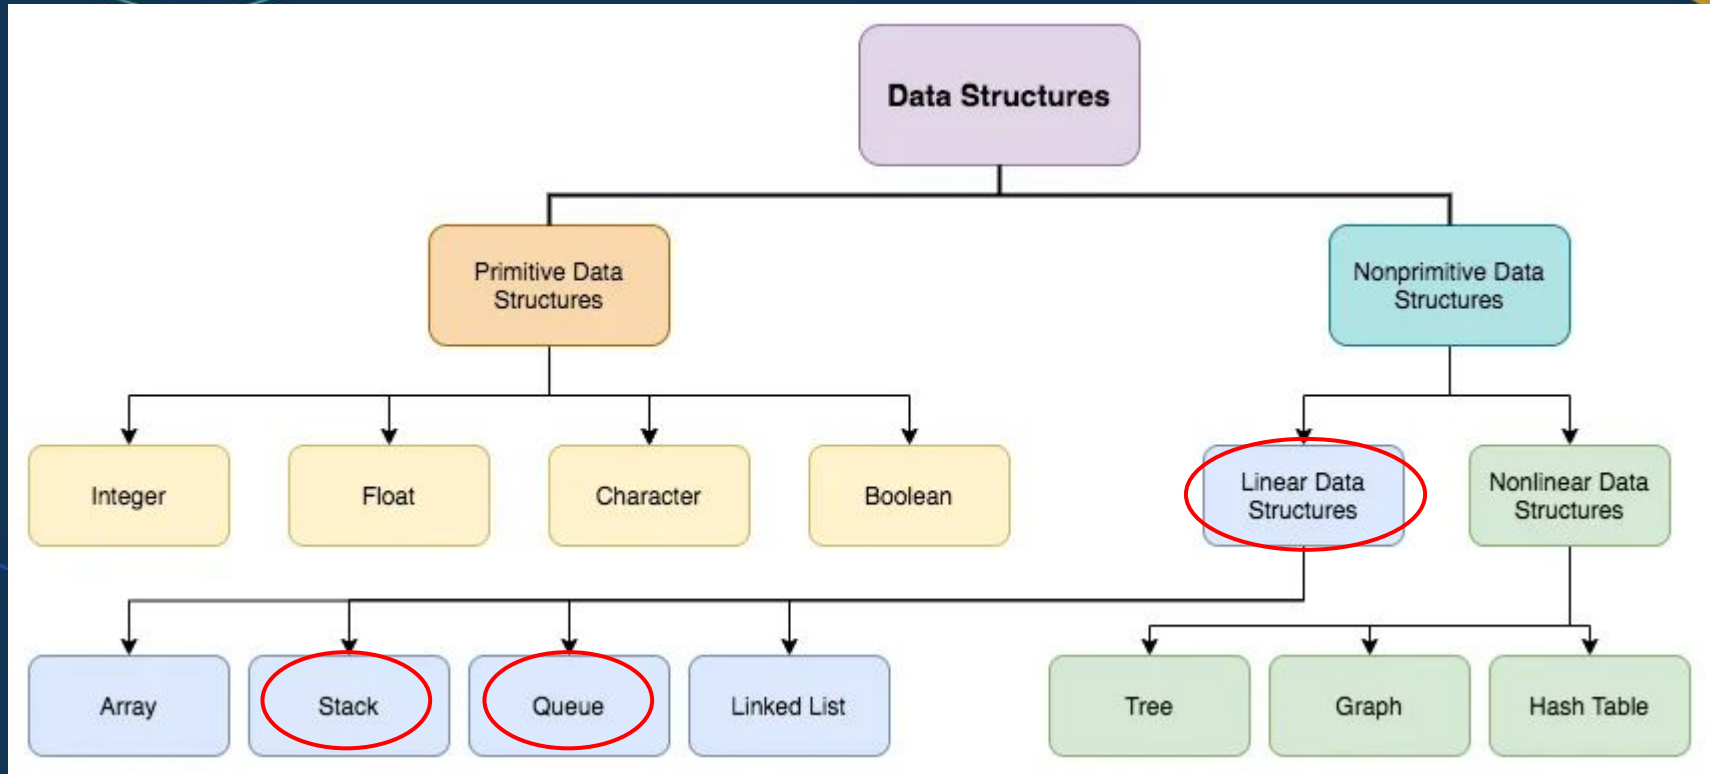 Data Structures
Primitive Data
Structures
Nonprimitive Data
Structures
Integer
Float
Character
Boolean
Linear Data
Structures
Nonlinear Data
Structures
Array
Stack
Queue
Linked List
Tree
Graph
Hash Table